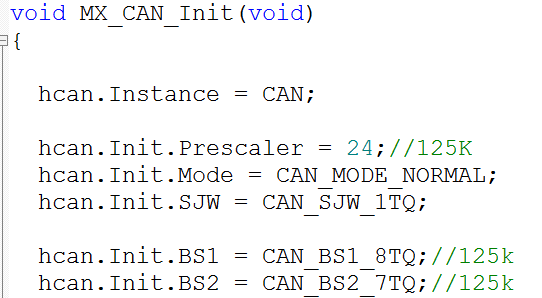 void MX_CAN_Init(void)
{
hcan.Instance = CAN;
hcan.Init.Prescaler = 24;//125K
hcan.Init.Mode = CAN_MODE_NORMAL;
hcan.Init.SJW = CAN_SJW_1TQ;
hcan.Init.BS1 = CAN_BS1_8TQ;//125k
hcan.Init.BS2 = CAN_BS2_7TQ;//125k